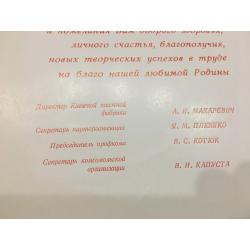 и пожелания Вам доброго здоровья,
личного счастья, благополучия,
новых творческих успехов в труде
на благо нашей любимой Родины
Директор Киевской
фабрики
А. И. МАКАРЕВИЧ
Секретарь парторганизации
Я. М. ПЛЮШКО
Председатель профкома
В. С. КОТЮК
Секретарь комсомольской
организации
В. И. КАПУСТА